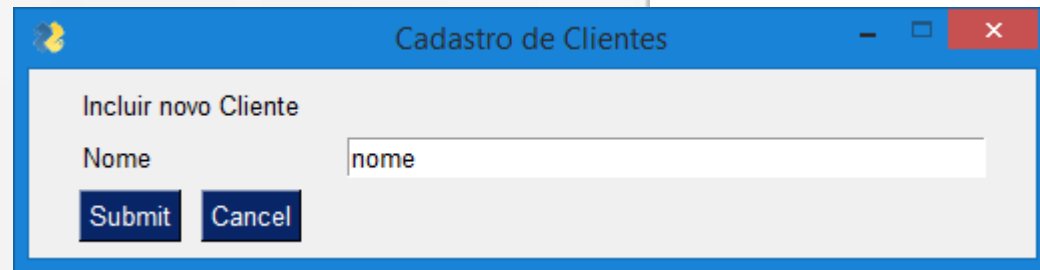 Cadastro de Clientes
Incluir novo Cliente
Nome nome
Submit Cancel